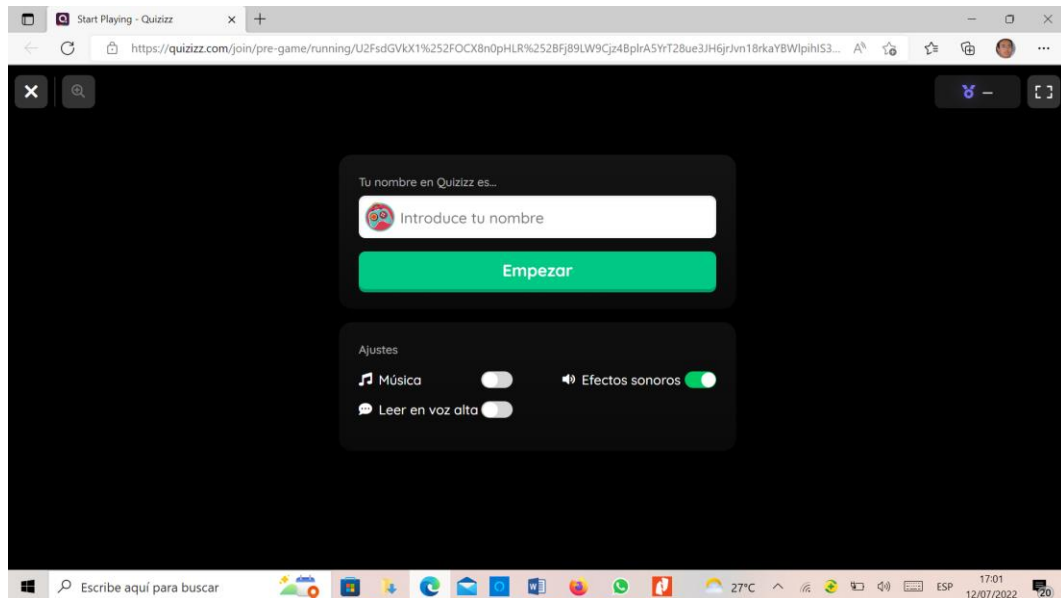 Start Playing - Quizizz
https://quizizz.com/join/pre-game/running/U2FsdGVkX1%252FOCX8n0pHLR%252BFj89LW9Cjz4BplrA5YrT28ue3JH6jrJvn18rkaYBWlpihlS3...
Tu nombre en Quizizz es...
Introduce tu nombre
Empezar
Ajustes
Música
Efectos sonoros
Leer en voz alta
Escribe aquí para buscar
27°C
ESP
17:01
12/07/2022
20